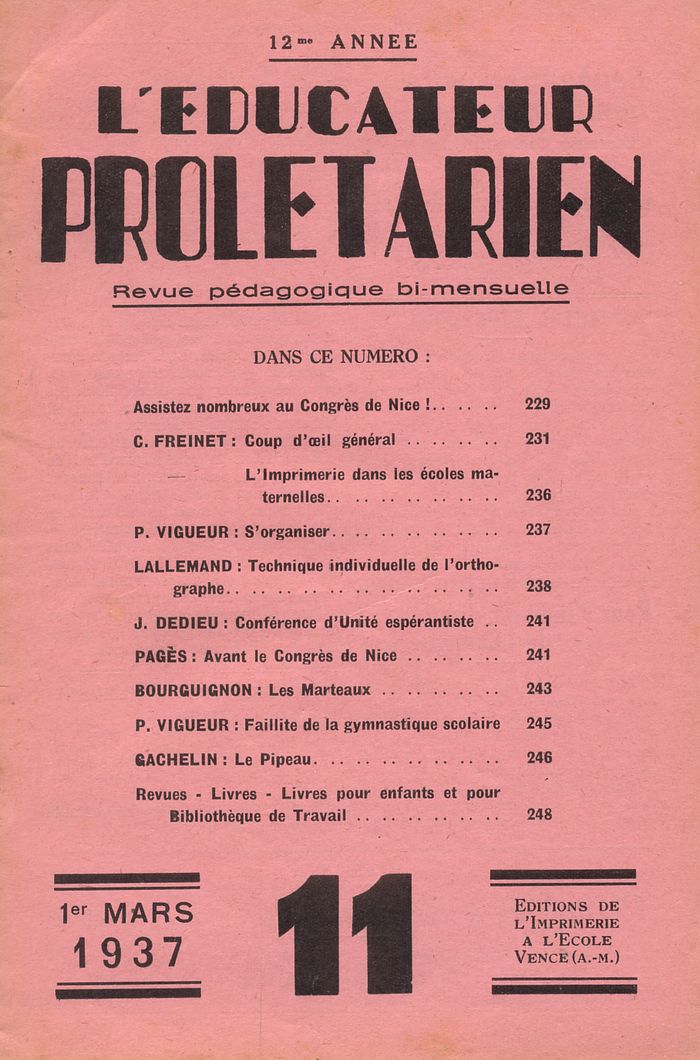 12me ANNEE
L'EDUCATEUR
PROLETARIEN
Revue pédagogique bi-mensuelle
DANS CE NUMERO :
Assistez nombreux au Congrès de Nice !. . . . . 229
C. FREINET : Coup d'œil général . . . . . . . . 231
— L'Imprimerie dans les écoles ma-
ternelles. . . . . . . . . . . . 236
P. VIGUEUR : S'organiser. . . . . . . . . . . . 237
LALLEMAND : Technique individuelle de l'ortho-
graphe. . . . . . . . . . . . . . . . . 238
J. DEDIEU : Conférence d'Unité espérantiste . . 241
PAGÈS : Avant le Congrès de Nice . . . . . . . 241
BOURGUIGNON : Les Marteaux . . . . . . . . . 243
P. VIGUEUR : Faillite de la gymnastique scolaire 245
GACHELIN : Le Pipeau. . . . . . . . . . . . . 246
Revues - Livres - Livres pour enfants et pour
Bibliothèque de Travail . . . . . . . . . . 248
1er MARS
1937
11
EDITIONS DE
L'IMPRIMERIE
A L'ECOLE
VENCE (A.-M.)